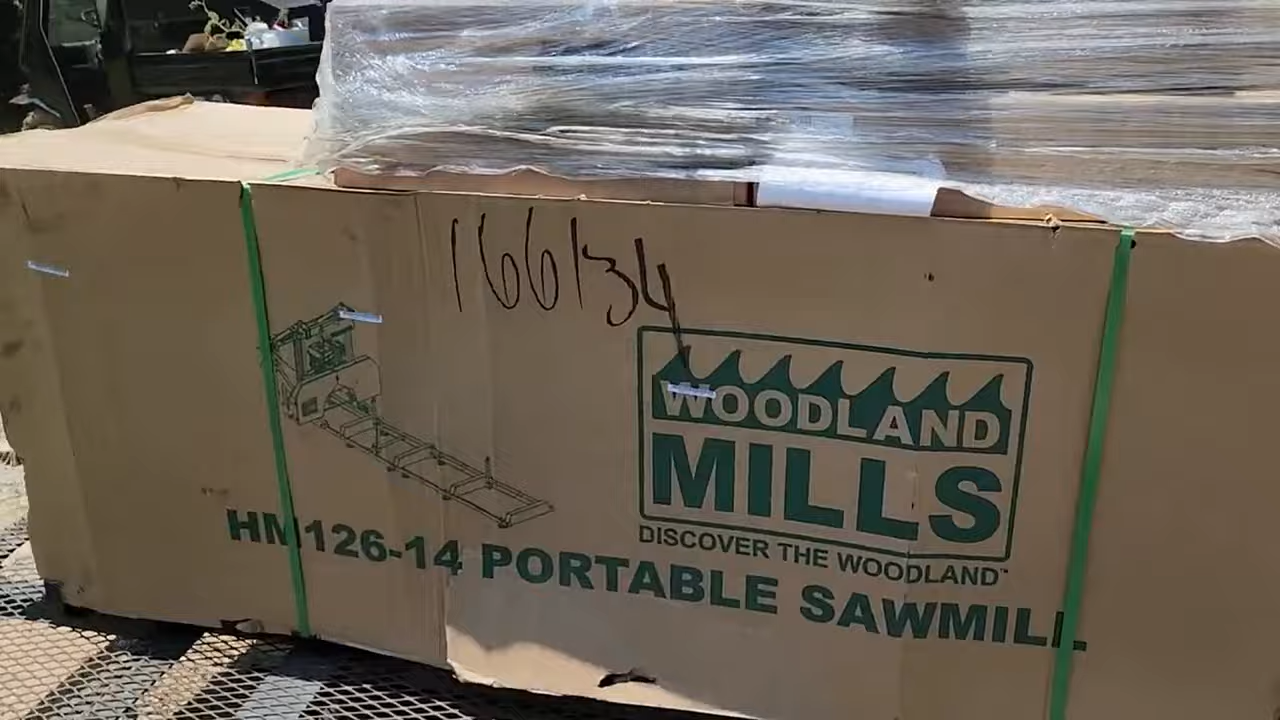 166134
WOODLAND
MILLS
DISCOVER THE WOODLAND™
HM126-14 PORTABLE SAWMILL